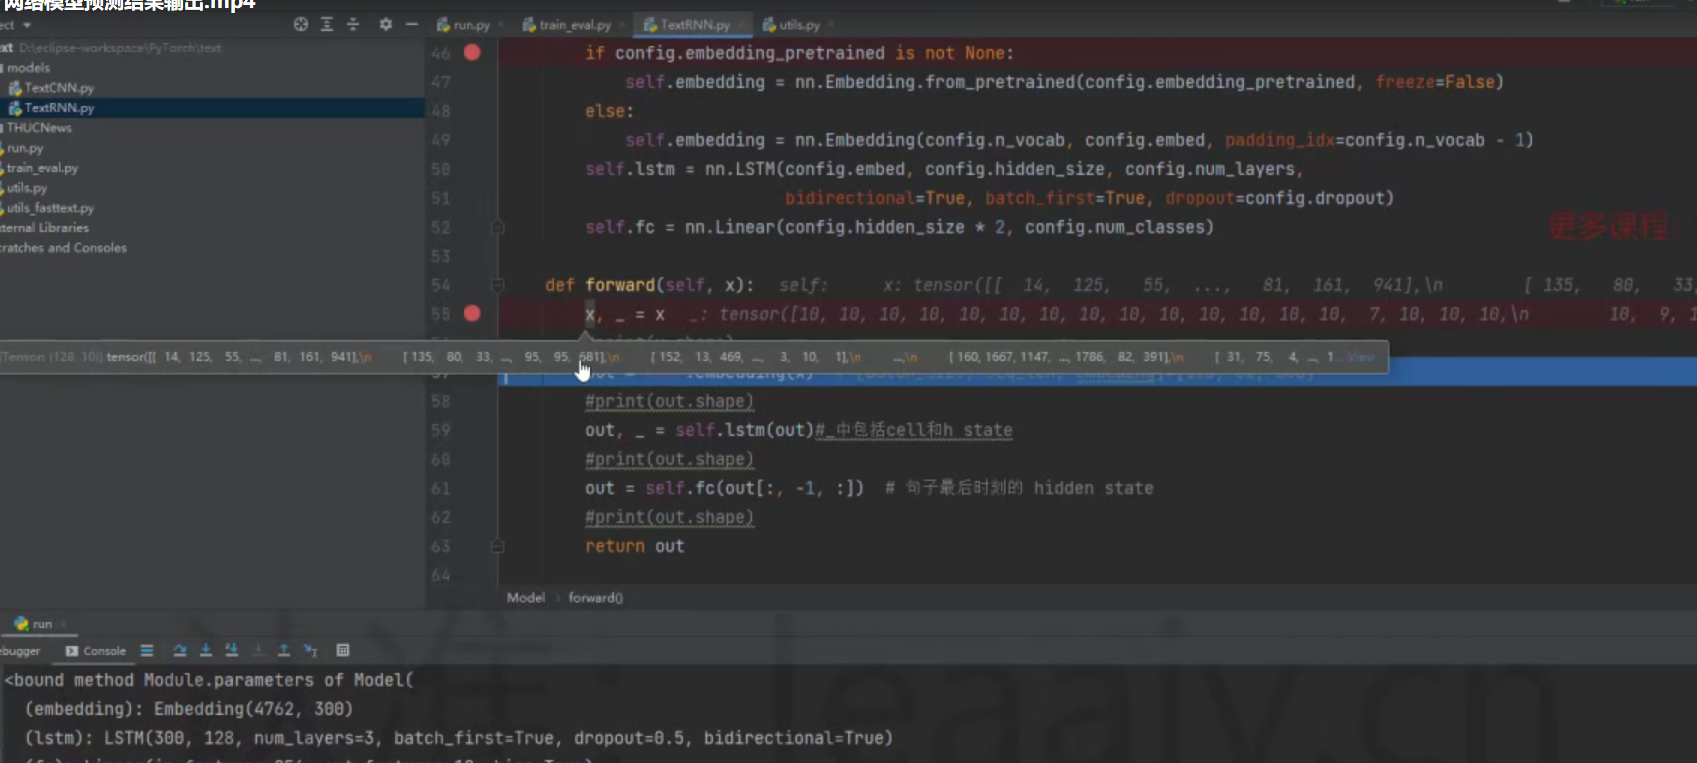 网络模型预测结果输出.mp4
run.py train_eval.py TextRNN.py utils.py
D:\eclipse-workspace\PyTorch\text
models
TextCNN.py
TextRNN.py
THUCNews
run.py
train_eval.py
utils.py
utils_fasttext.py
ternal Libraries
cratches and Consoles
46 if config.embedding_pretrained is not None:
47 self.embedding = nn.Embedding.from_pretrained(config.embedding_pretrained, freeze=False)
48 else:
49 self.embedding = nn.Embedding(config.n_vocab, config.embed, padding_idx=config.n_vocab - 1)
50 self.lstm = nn.LSTM(config.embed, config.hidden_size, config.num_layers,
51 bidirectional=True, batch_first=True, dropout=config.dropout)
52 self.fc = nn.Linear(config.hidden_size * 2, config.num_classes)
更多课程
53
54 def forward(self, x): self: x: tensor([[ 14, 125, 55, ..., 81, 161, 941],\n [ 135, 80, 33,
55 x, _ = x _: tensor([10, 10, 10, 10, 10, 10, 10, 10, 10, 10, 10, 10, 10, 10, 7, 10, 10, 10,\n 10, 9, 1
(Tensor) (128, 10)} tensor([[ 14, 125, 55, ..., 81, 161, 941],\n [ 135, 80, 33, ..., 95, 95, 681],\n [ 152, 13, 469, ..., 3, 10, 1],\n ...,\n [ 160, 1667, 1147, ..., 1786, 82, 391],\n [ 31, 75, 4, ..., 1... View
58 #print(out.shape)
59 out, _ = self.lstm(out)#_中包括cell和h state
60 #print(out.shape)
61 out = self.fc(out[:, -1, :]) # 句子最后时刻的 hidden state
62 #print(out.shape)
63 return out
64
Model forward()
run
ebugger Console
<bound method Module.parameters of Model(
(embedding): Embedding(4762, 300)
(lstm): LSTM(300, 128, num_layers=3, batch_first=True, dropout=0.5, bidirectional=True)